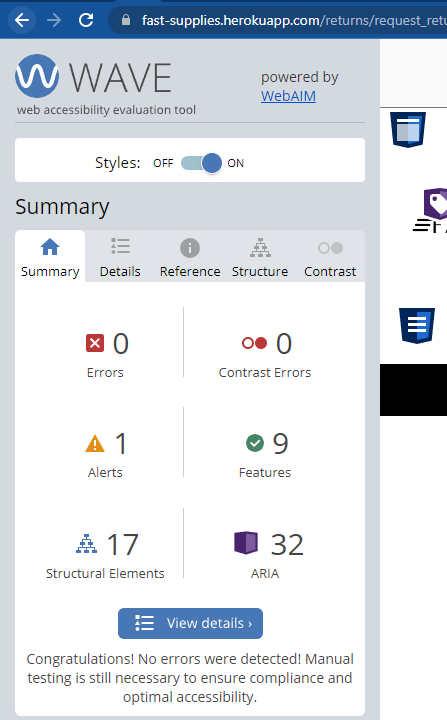 fast-supplies.herokuapp.com/returns/request_retu
WAVE
web accessibility evaluation tool
powered by
WebAIM
Styles: OFF ON
Summary
Summary Details Reference Structure Contrast
0 0
Errors Contrast Errors
1 9
Alerts Features
17 32
Structural Elements ARIA
View details ›
Congratulations! No errors were detected! Manual
testing is still necessary to ensure compliance and
optimal accessibility.